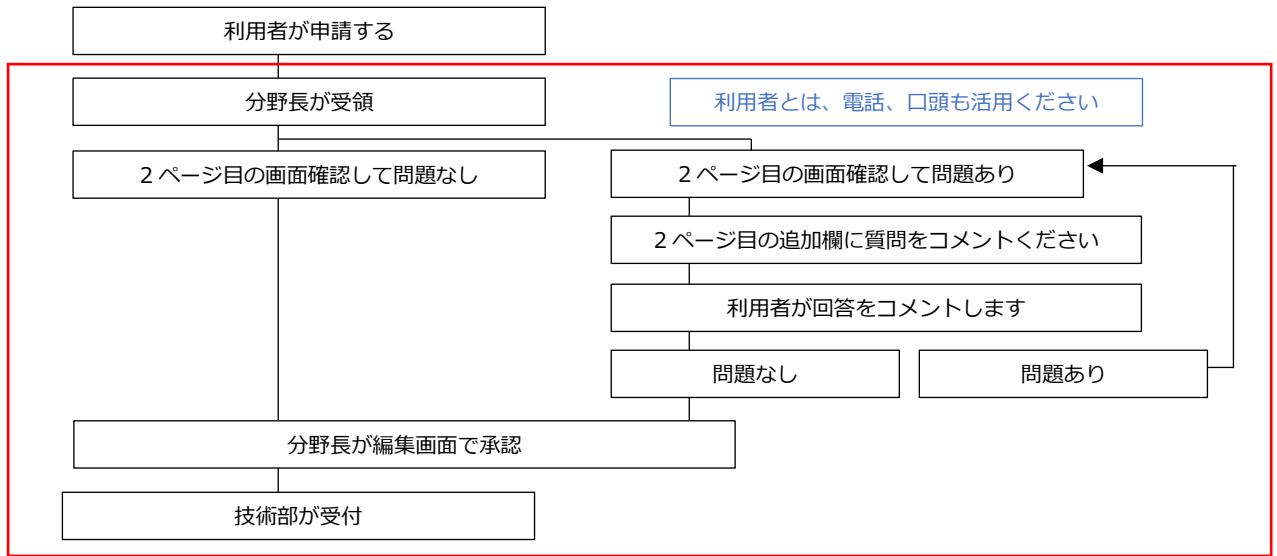 利用者が申請する
分野長が受領
利用者とは、電話、口頭も活用ください
２ページ目の画面確認して問題なし
２ページ目の画面確認して問題あり
２ページ目の追加欄に質問をコメントください
利用者が回答をコメントします
問題なし
問題あり
分野長が編集画面で承認
技術部が受付